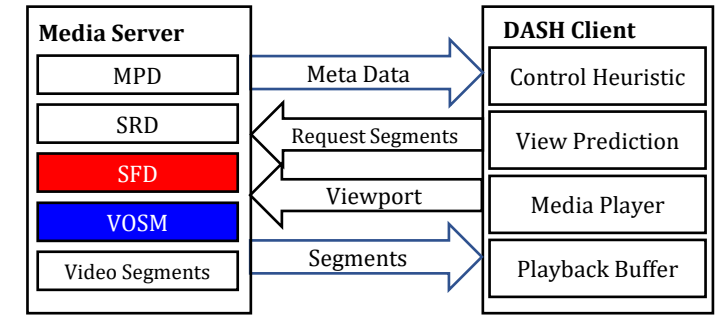 Media Server
MPD
SRD
SFD
VOSM
Video Segments
Meta Data
Request Segments
Viewport
Segments
DASH Client
Control Heuristic
View Prediction
Media Player
Playback Buffer